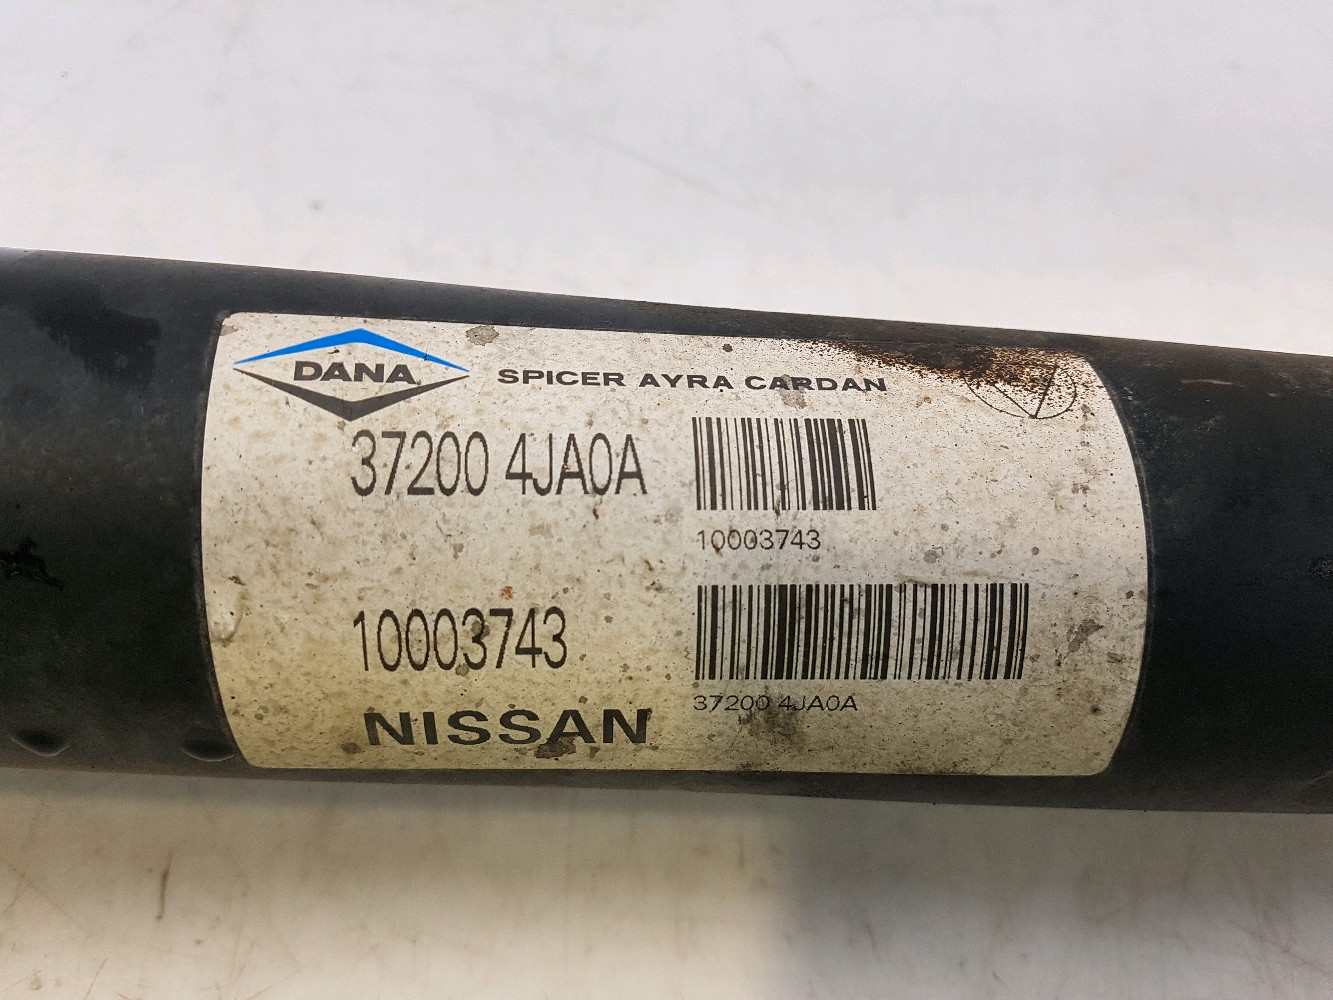 DANA
SPICER AYRA CARDAN
37200 4JA0A
10003743
10003743
NISSAN
37200 4JA0A